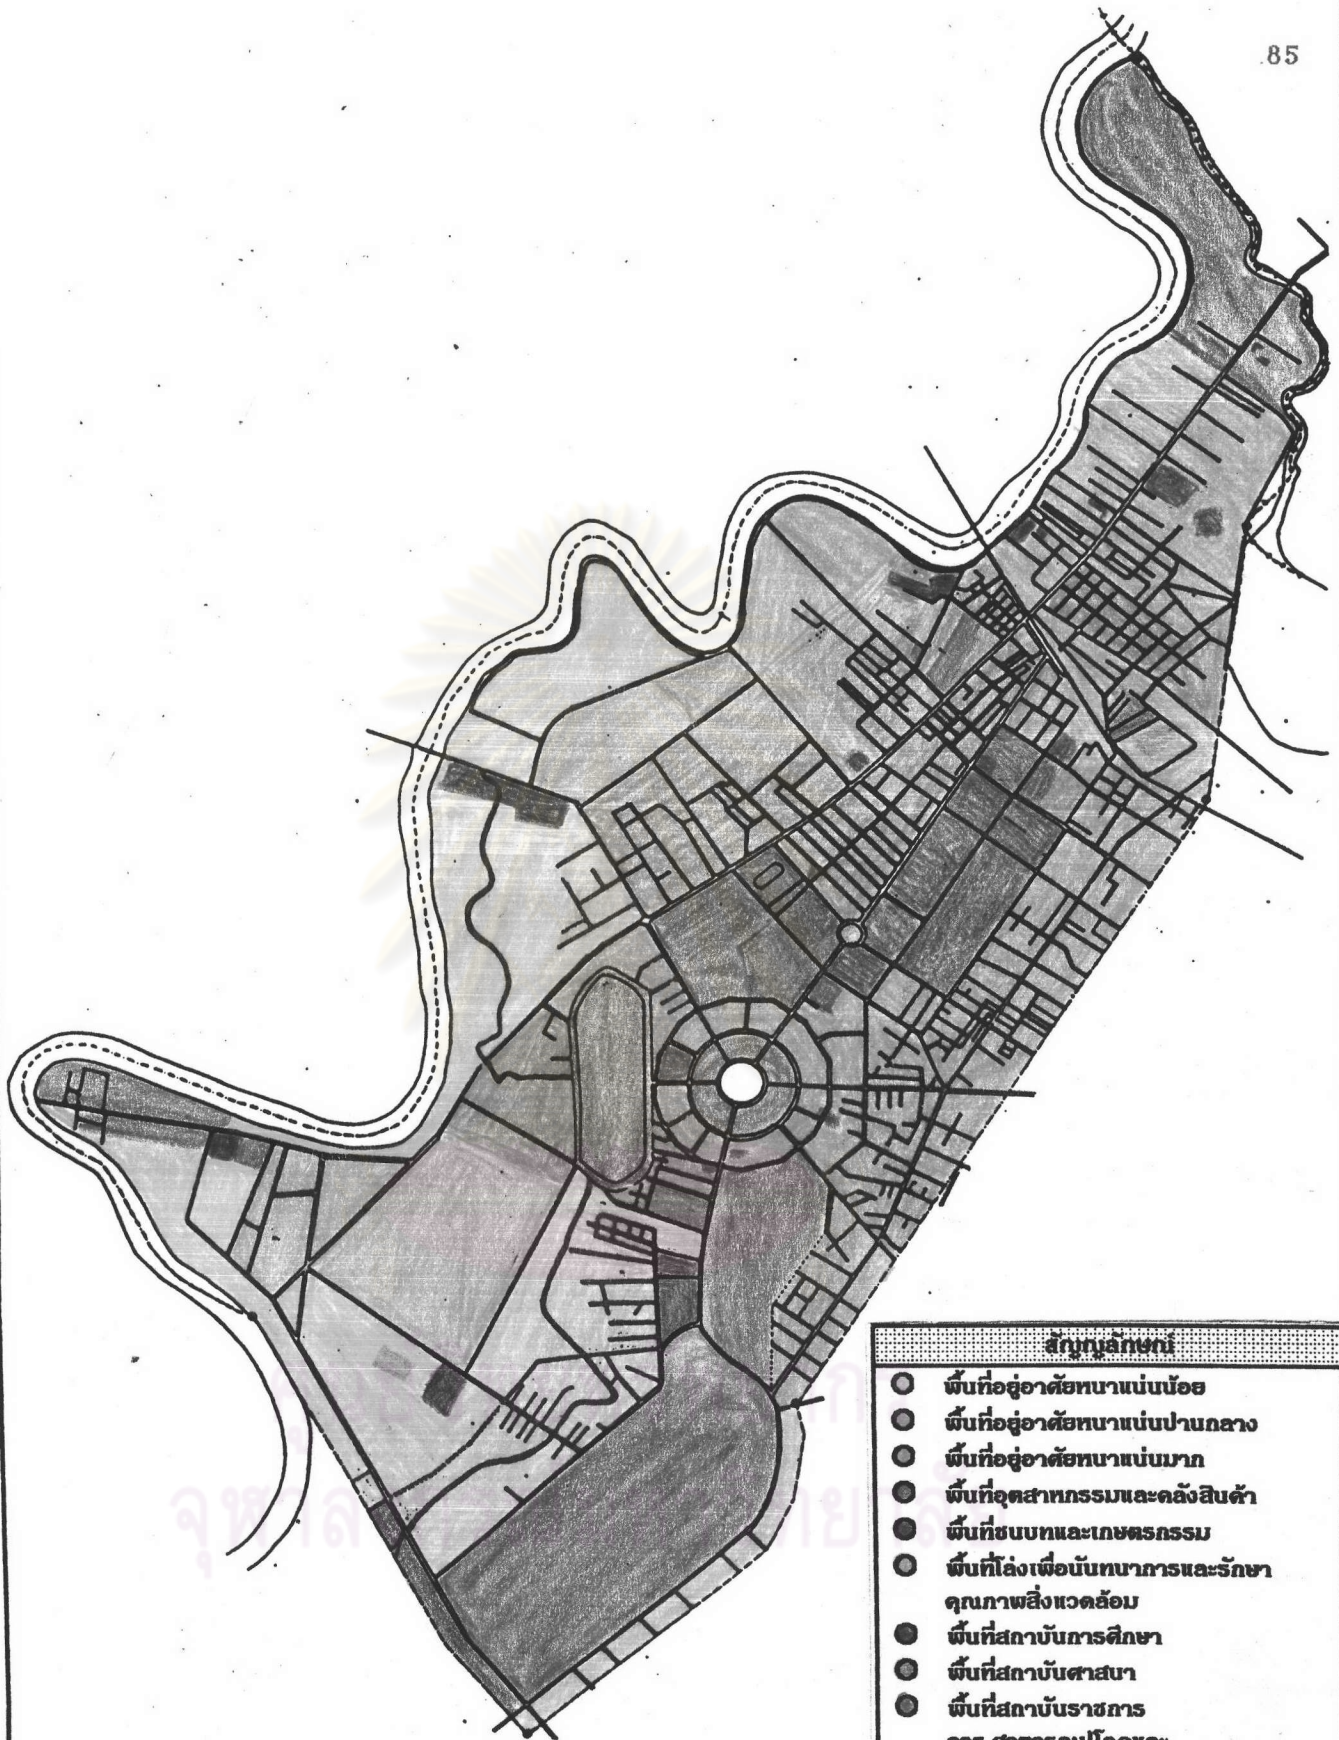 85
สัญญลักษณ์
พื้นที่อยู่อาศัยหนาแน่นน้อย
พื้นที่อยู่อาศัยหนาแน่นปานกลาง
พื้นที่อยู่อาศัยหนาแน่นมาก
พื้นที่อุตสาหกรรมและคลังสินค้า
พื้นที่ชนบทและเกษตรกรรม
พื้นที่โล่งเพื่อนันทนาการและรักษา
คุณภาพสิ่งแวดล้อม
พื้นที่สถาบันการศึกษา
พื้นที่สถาบันศาสนา
พื้นที่สถาบันราชการ